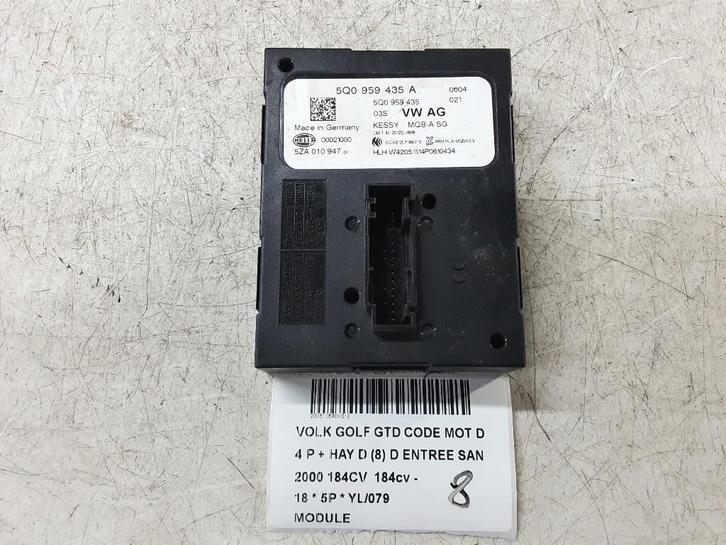 5Q0 959 435 A 0604
5Q0 959 435 021
03S VW AG
KESSY MQB-A SG
Made in Germany
HELLA 00021000
5ZA 010 947
HLH-W42051114P0610434
VOLK GOLF GTD CODE MOT D
4 P + HAY D (8) D ENTREE SAN
2000 184CV 184cv -
18 * 5P * YL/079
MODULE
8